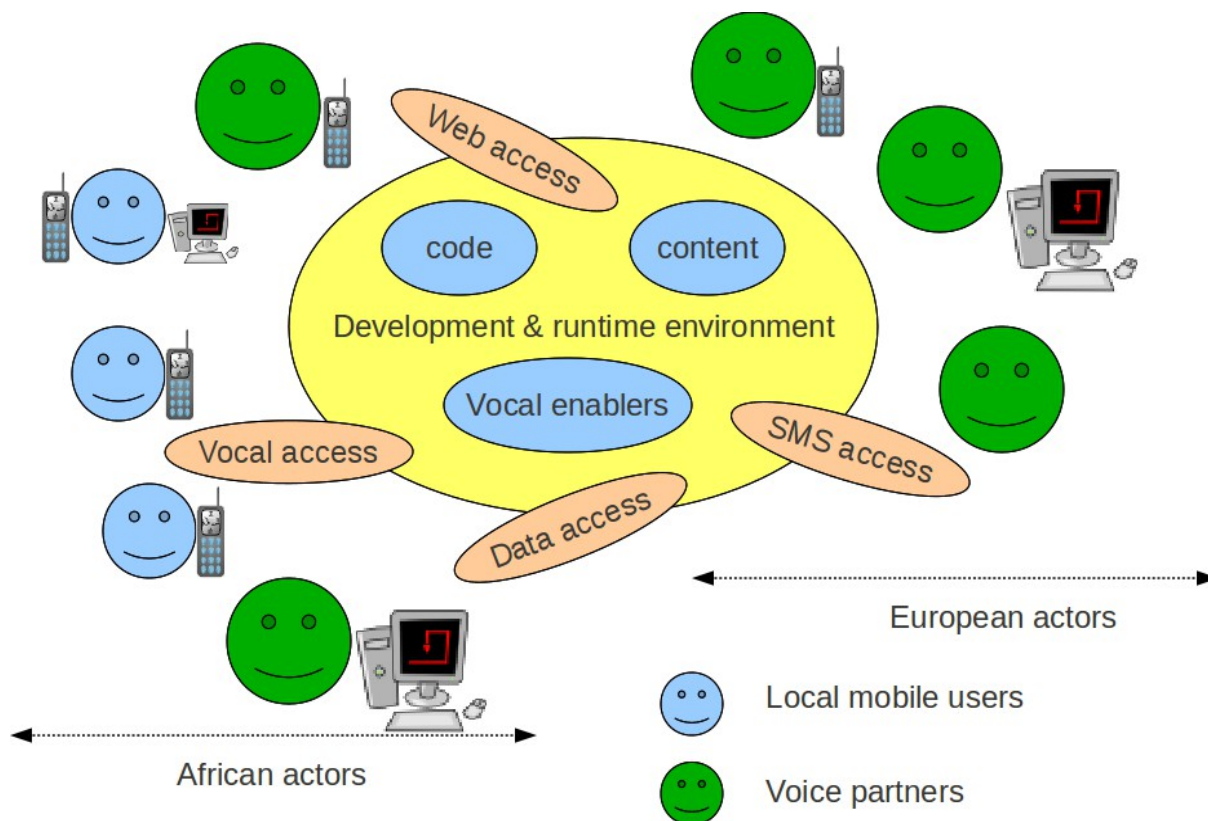 Web access
code
content
Development & runtime environment
Vocal enablers
Vocal access
SMS access
Data access
European actors
Local mobile users
African actors
Voice partners